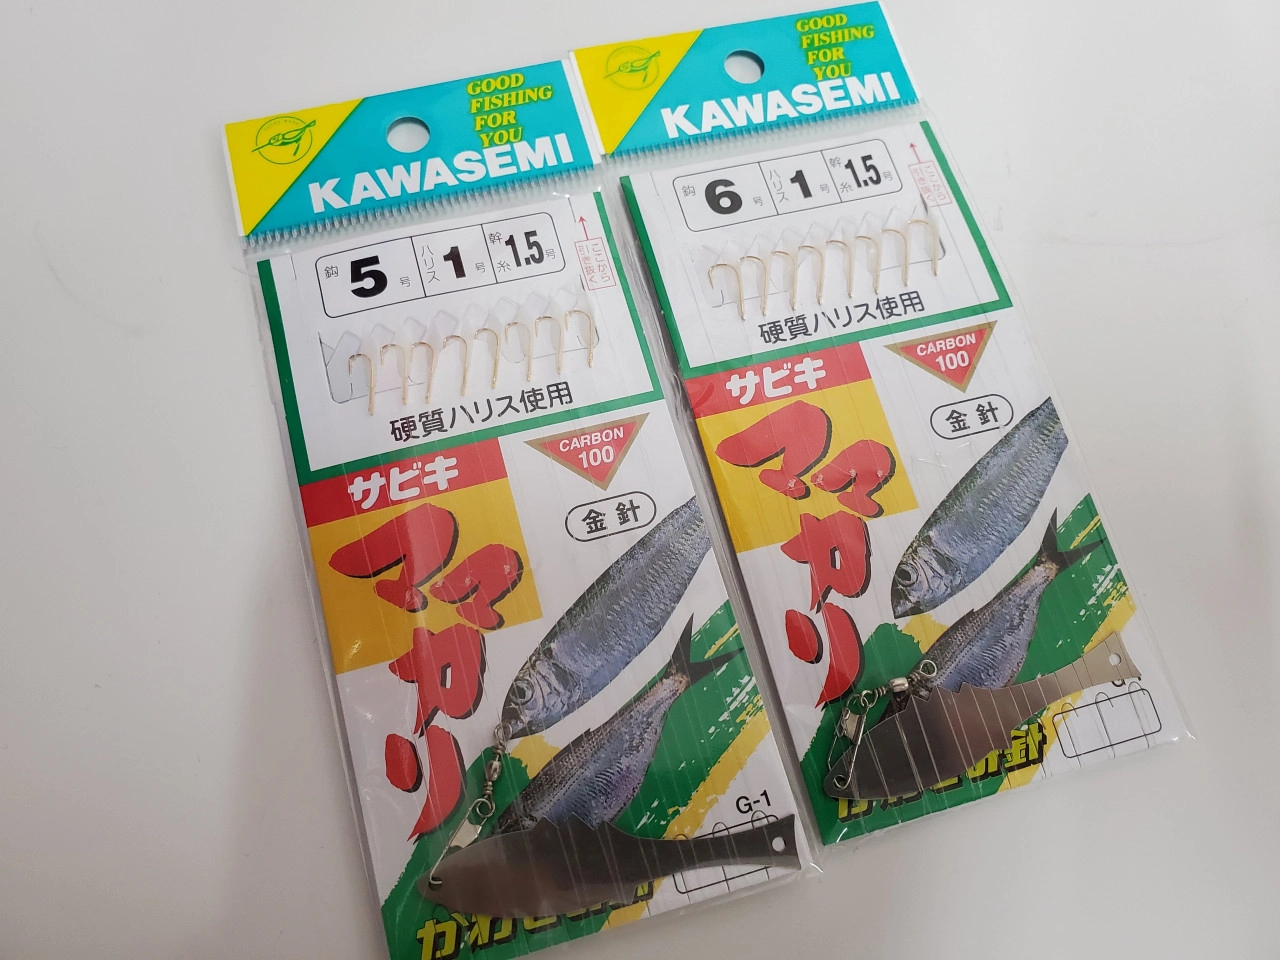 GOOD
FISHING
FOR
YOU
KAWASEMI
鈎 5 号 ハリス 1 号 幹糸 1.5 号
ここから
引き抜く
硬質ハリス使用
サビキ
CARBON
100
金針
ママカリ
G-1
GOOD
FISHING
FOR
YOU
KAWASEMI
鈎 6 号 ハリス 1 号 幹糸 1.5 号
ここから
引き抜く
硬質ハリス使用
サビキ
CARBON
100
金針
ママカリ